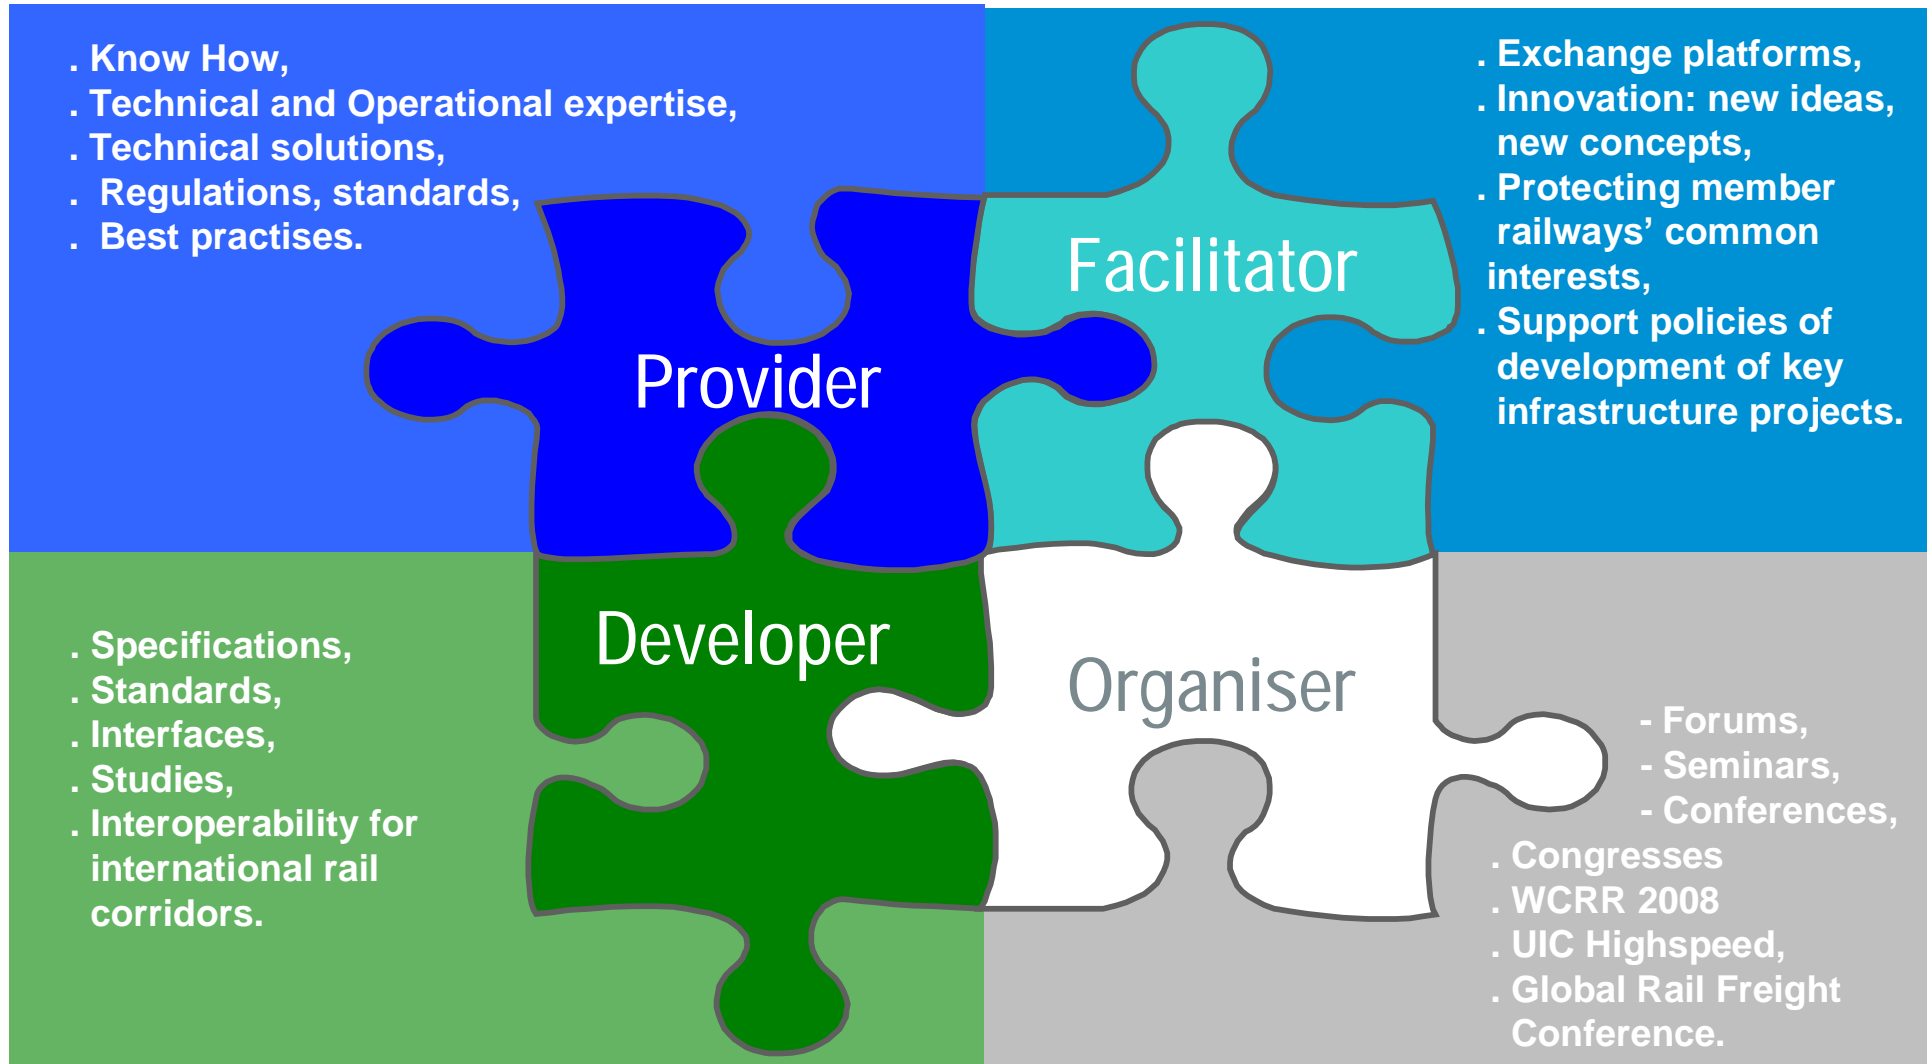 . Know How,
. Technical and Operational expertise,
. Technical solutions,
. Regulations, standards,
. Best practises.
Provider
Facilitator
. Exchange platforms,
. Innovation: new ideas,
new concepts,
. Protecting member
railways’ common
interests,
. Support policies of
development of key
infrastructure projects.
. Specifications,
. Standards,
. Interfaces,
. Studies,
. Interoperability for
international rail
corridors.
Developer
Organiser
- Forums,
- Seminars,
- Conferences,
. Congresses
. WCRR 2008
. UIC Highspeed,
. Global Rail Freight
Conference.